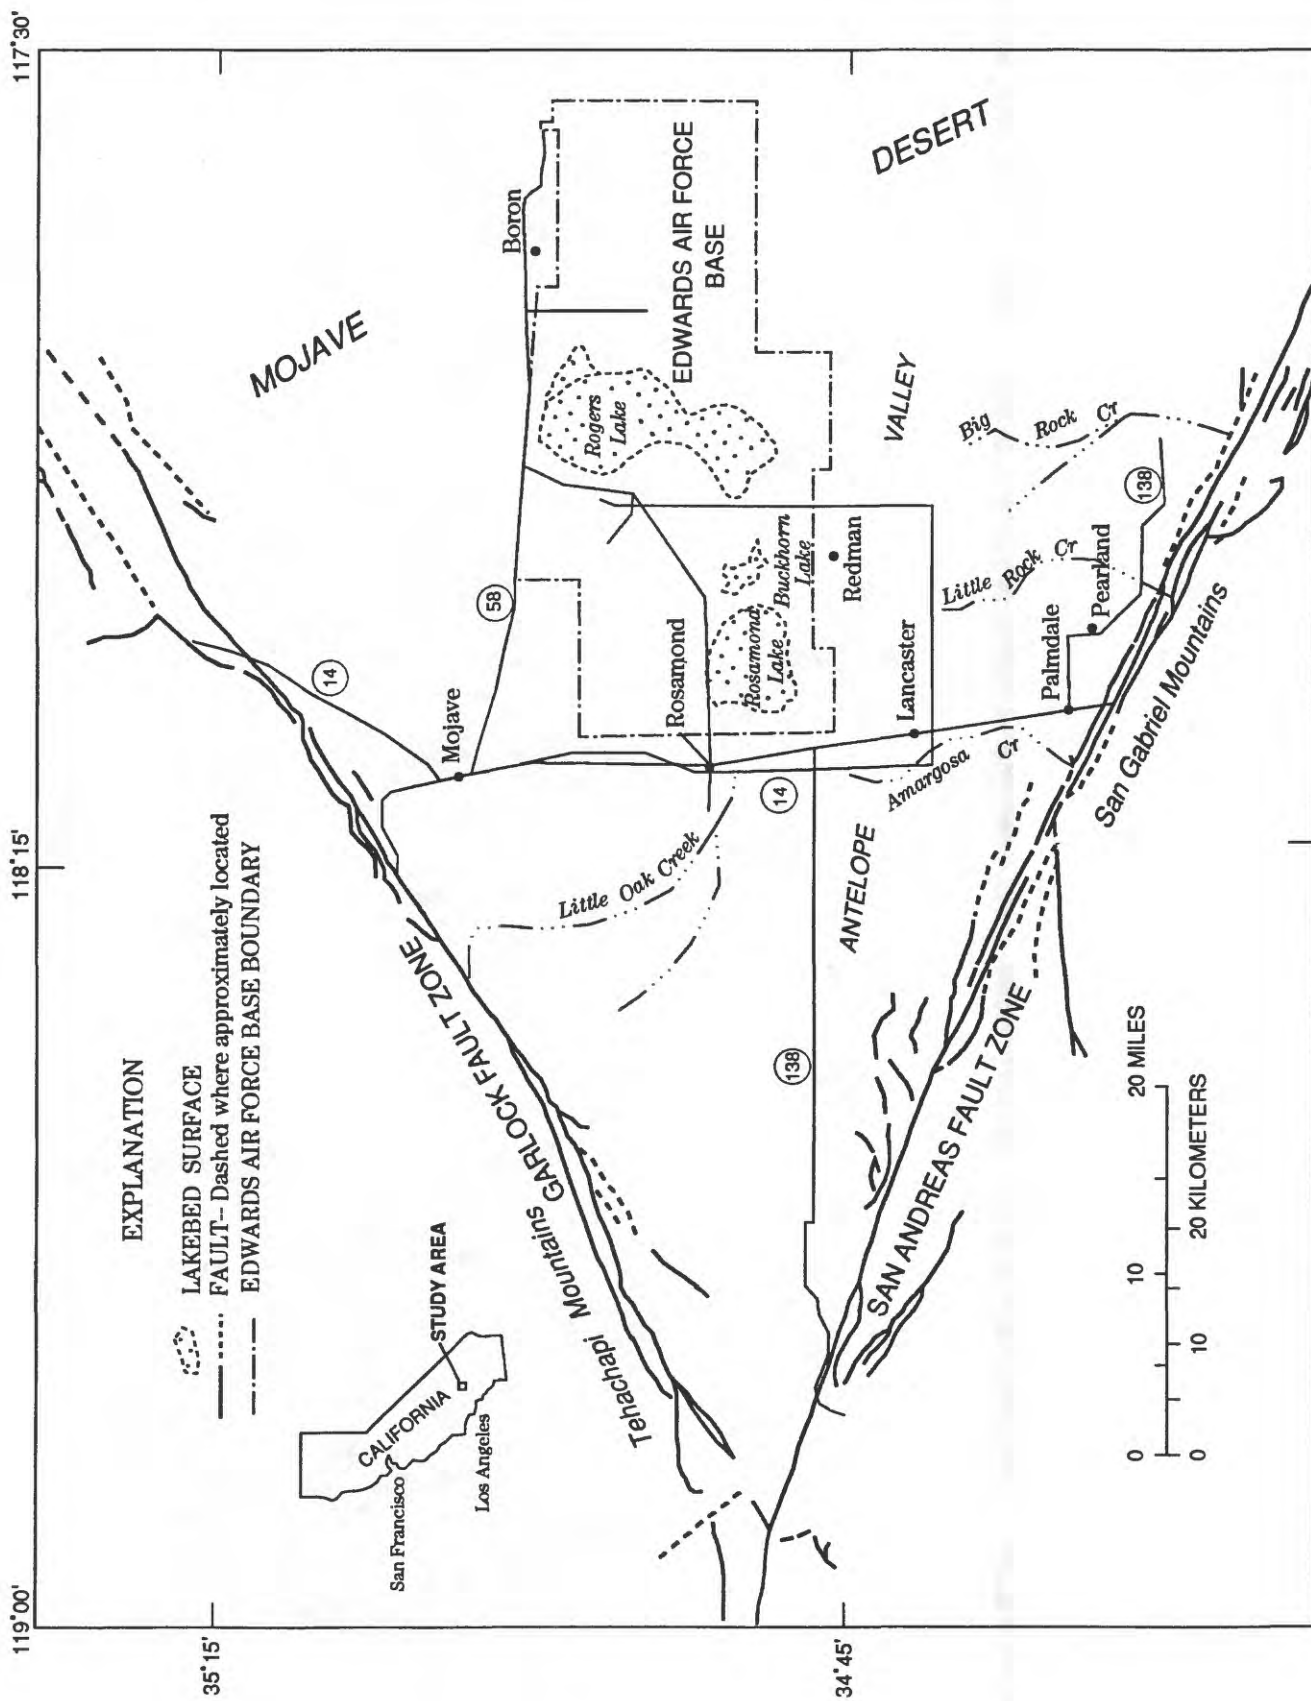 119°00'
118°15'
117°30'
35°15'
34°45'
EXPLANATION
LAKEBED SURFACE
FAULT-- Dashed where approximately located
EDWARDS AIR FORCE BASE BOUNDARY
CALIFORNIA
STUDY AREA
San Francisco
Los Angeles
MOJAVE
DESERT
GARLOCK FAULT ZONE
Tehachapi Mountains
14
Mojave
58
Boron
Rogers
Lake
EDWARDS AIR FORCE
BASE
Little Oak Creek
Rosamond
Rosamond
Lake
Buckhorn
Lake
Redman
14
138
ANTELOPE
VALLEY
Lancaster
Amargosa Cr
Little Rock Cr
Big Rock Cr
Palmdale
Pearland
138
SAN ANDREAS FAULT ZONE
San Gabriel Mountains
0 10 20 MILES
0 10 20 KILOMETERS